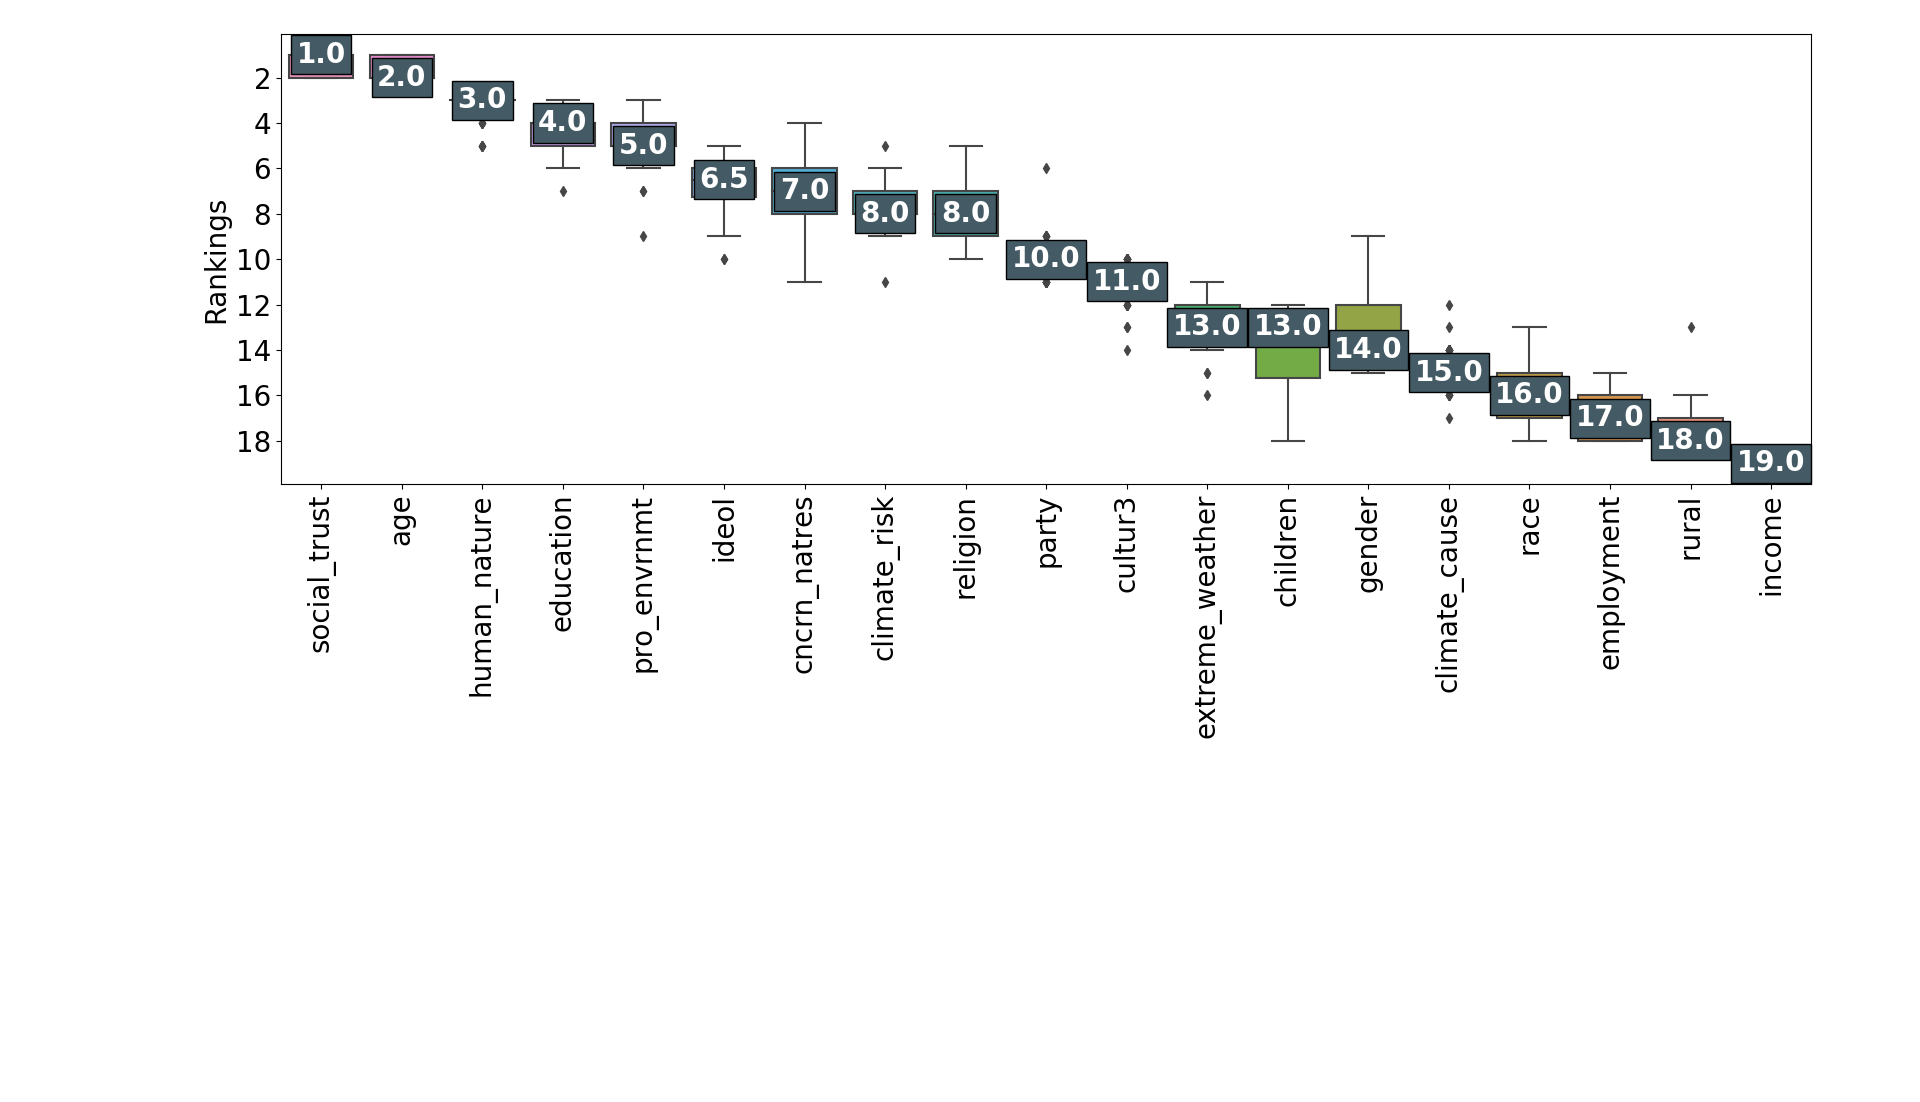 Rankings
2
4
6
8
10
12
14
16
18
1.0
2.0
3.0
4.0
5.0
6.5
7.0
8.0
8.0
10.0
11.0
13.0
13.0
14.0
15.0
16.0
17.0
18.0
19.0
social_trust
age
human_nature
education
pro_envrnmt
ideol
cncrn_natres
climate_risk
religion
party
cultur3
extreme_weather
children
gender
climate_cause
race
employment
rural
income